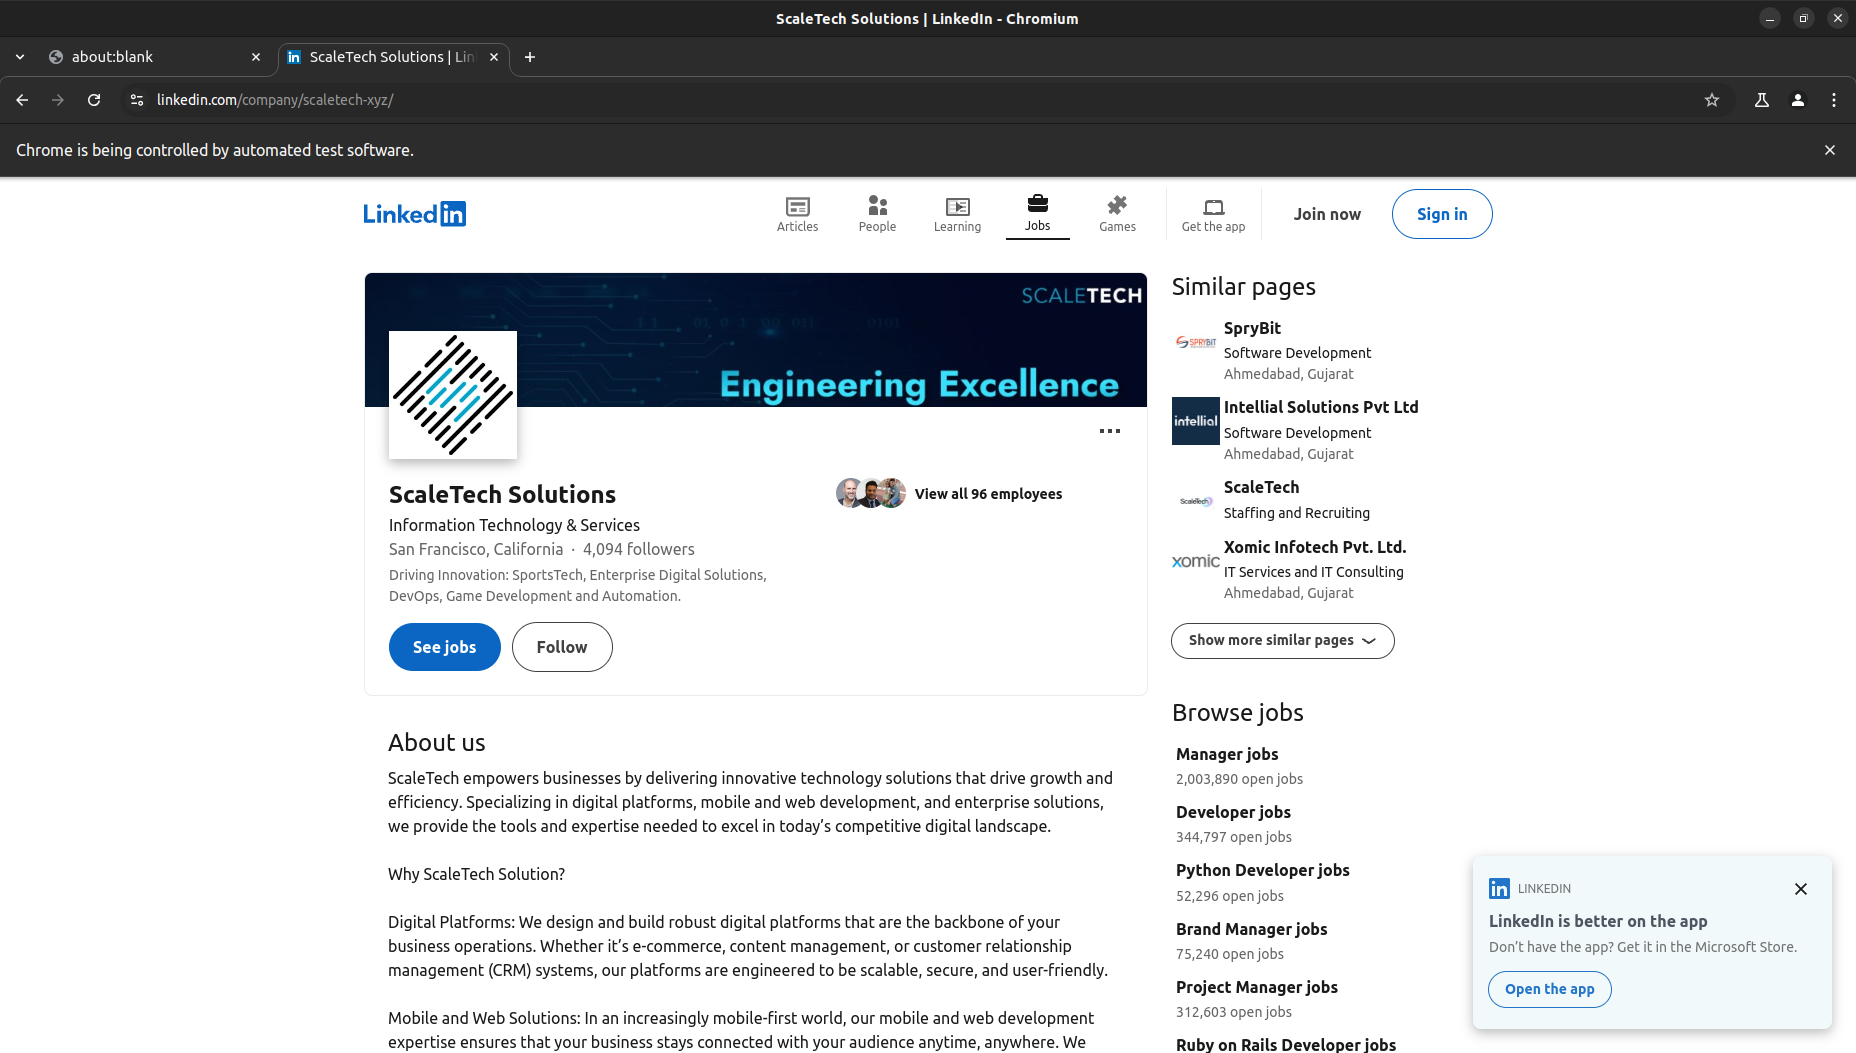 ScaleTech Solutions | LinkedIn - Chromium
about:blank
ScaleTech Solutions | Lin
linkedin.com/company/scaletech-xyz/
Chrome is being controlled by automated test software.
Linked in
Articles
People
Learning
Jobs
Games
Get the app
Join now
Sign in
SCALETECH
Engineering Excellence
ScaleTech Solutions
View all 96 employees
Information Technology & Services
San Francisco, California · 4,094 followers
Driving Innovation: SportsTech, Enterprise Digital Solutions,
DevOps, Game Development and Automation.
See jobs
Follow
About us
ScaleTech empowers businesses by delivering innovative technology solutions that drive growth and
efficiency. Specializing in digital platforms, mobile and web development, and enterprise solutions,
we provide the tools and expertise needed to excel in today’s competitive digital landscape.
Why ScaleTech Solution?
Digital Platforms: We design and build robust digital platforms that are the backbone of your
business operations. Whether it’s e-commerce, content management, or customer relationship
management (CRM) systems, our platforms are engineered to be scalable, secure, and user-friendly.
Mobile and Web Solutions: In an increasingly mobile-first world, our mobile and web development
expertise ensures that your business stays connected with your audience anytime, anywhere. We
Similar pages
SPRYBIT
SpryBit
Software Development
Ahmedabad, Gujarat
intellial
Intellial Solutions Pvt Ltd
Software Development
Ahmedabad, Gujarat
ScaleTech
ScaleTech
Staffing and Recruiting
xomic
Xomic Infotech Pvt. Ltd.
IT Services and IT Consulting
Ahmedabad, Gujarat
Show more similar pages
Browse jobs
Manager jobs
2,003,890 open jobs
Developer jobs
344,797 open jobs
Python Developer jobs
52,296 open jobs
Brand Manager jobs
75,240 open jobs
Project Manager jobs
312,603 open jobs
Ruby on Rails Developer jobs
in LINKEDIN
LinkedIn is better on the app
Don’t have the app? Get it in the Microsoft Store.
Open the app